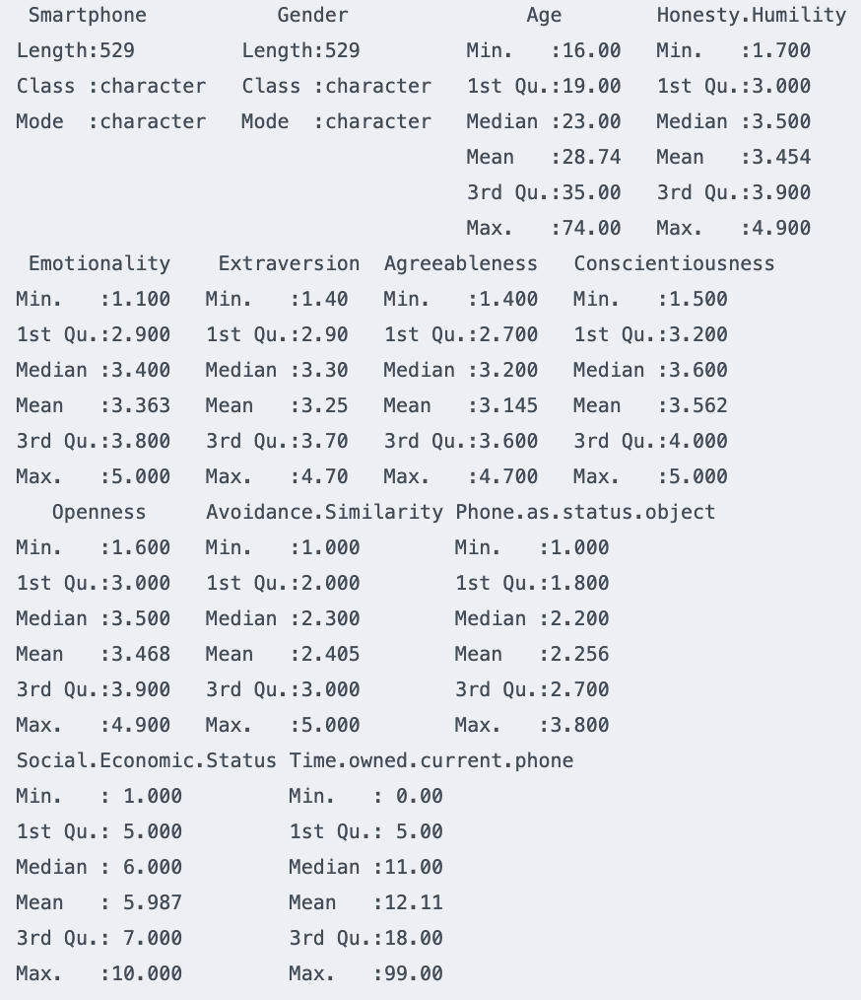 Smartphone Gender Age Honesty.Humility
Length:529 Length:529 Min. :16.00 Min. :1.700
Class :character Class :character 1st Qu.:19.00 1st Qu.:3.000
Mode :character Mode :character Median :23.00 Median :3.500
Mean :28.74 Mean :3.454
3rd Qu.:35.00 3rd Qu.:3.900
Max. :74.00 Max. :4.900
Emotionality Extraversion Agreeableness Conscientiousness
Min. :1.100 Min. :1.40 Min. :1.400 Min. :1.500
1st Qu.:2.900 1st Qu.:2.90 1st Qu.:2.700 1st Qu.:3.200
Median :3.400 Median :3.30 Median :3.200 Median :3.600
Mean :3.363 Mean :3.25 Mean :3.145 Mean :3.562
3rd Qu.:3.800 3rd Qu.:3.70 3rd Qu.:3.600 3rd Qu.:4.000
Max. :5.000 Max. :4.70 Max. :4.700 Max. :5.000
Openness Avoidance.Similarity Phone.as.status.object
Min. :1.600 Min. :1.000 Min. :1.000
1st Qu.:3.000 1st Qu.:2.000 1st Qu.:1.800
Median :3.500 Median :2.300 Median :2.200
Mean :3.468 Mean :2.405 Mean :2.256
3rd Qu.:3.900 3rd Qu.:3.000 3rd Qu.:2.700
Max. :4.900 Max. :5.000 Max. :3.800
Social.Economic.Status Time.owned.current.phone
Min. : 1.000 Min. : 0.00
1st Qu.: 5.000 1st Qu.: 5.00
Median : 6.000 Median :11.00
Mean : 5.987 Mean :12.11
3rd Qu.: 7.000 3rd Qu.:18.00
Max. :10.000 Max. :99.00